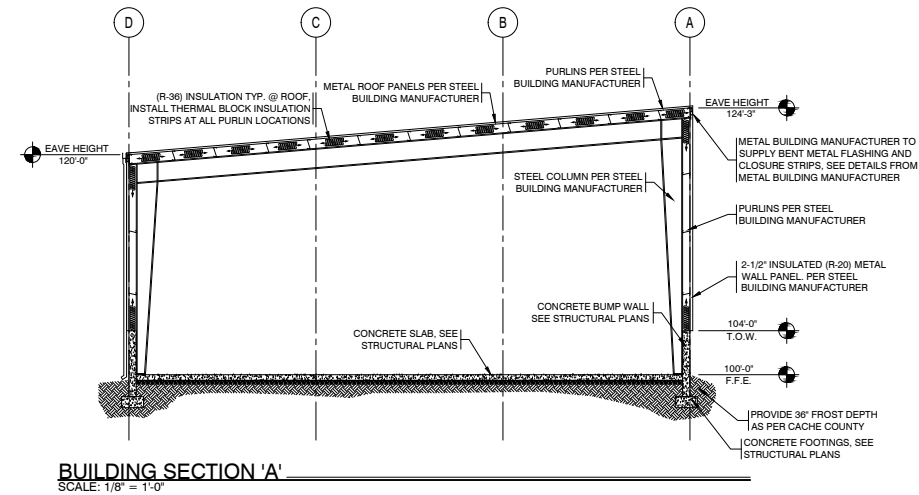 D
C
B
A
(R-36) INSULATION TYP. @ ROOF,
INSTALL THERMAL BLOCK INSULATION
STRIPS AT ALL PURLIN LOCATIONS
METAL ROOF PANELS PER STEEL
BUILDING MANUFACTURER
PURLINS PER STEEL
BUILDING MANUFACTURER
EAVE HEIGHT
124'-3"
EAVE HEIGHT
120'-0"
METAL BUILDING MANUFACTURER TO
SUPPLY BENT METAL FLASHING AND
CLOSURE STRIPS, SEE DETAILS FROM
METAL BUILDING MANUFACTURER
STEEL COLUMN PER STEEL
BUILDING MANUFACTURER
PURLINS PER STEEL
BUILDING MANUFACTURER
2-1/2" INSULATED (R-20) METAL
WALL PANEL. PER STEEL
BUILDING MANUFACTURER
CONCRETE BUMP WALL
SEE STRUCTURAL PLANS
CONCRETE SLAB, SEE
STRUCTURAL PLANS
104'-0"
T.O.W.
100'-0"
F.F.E.
PROVIDE 36" FROST DEPTH
AS PER CACHE COUNTY
CONCRETE FOOTINGS, SEE
STRUCTURAL PLANS
BUILDING SECTION 'A'
SCALE: 1/8" = 1'-0"